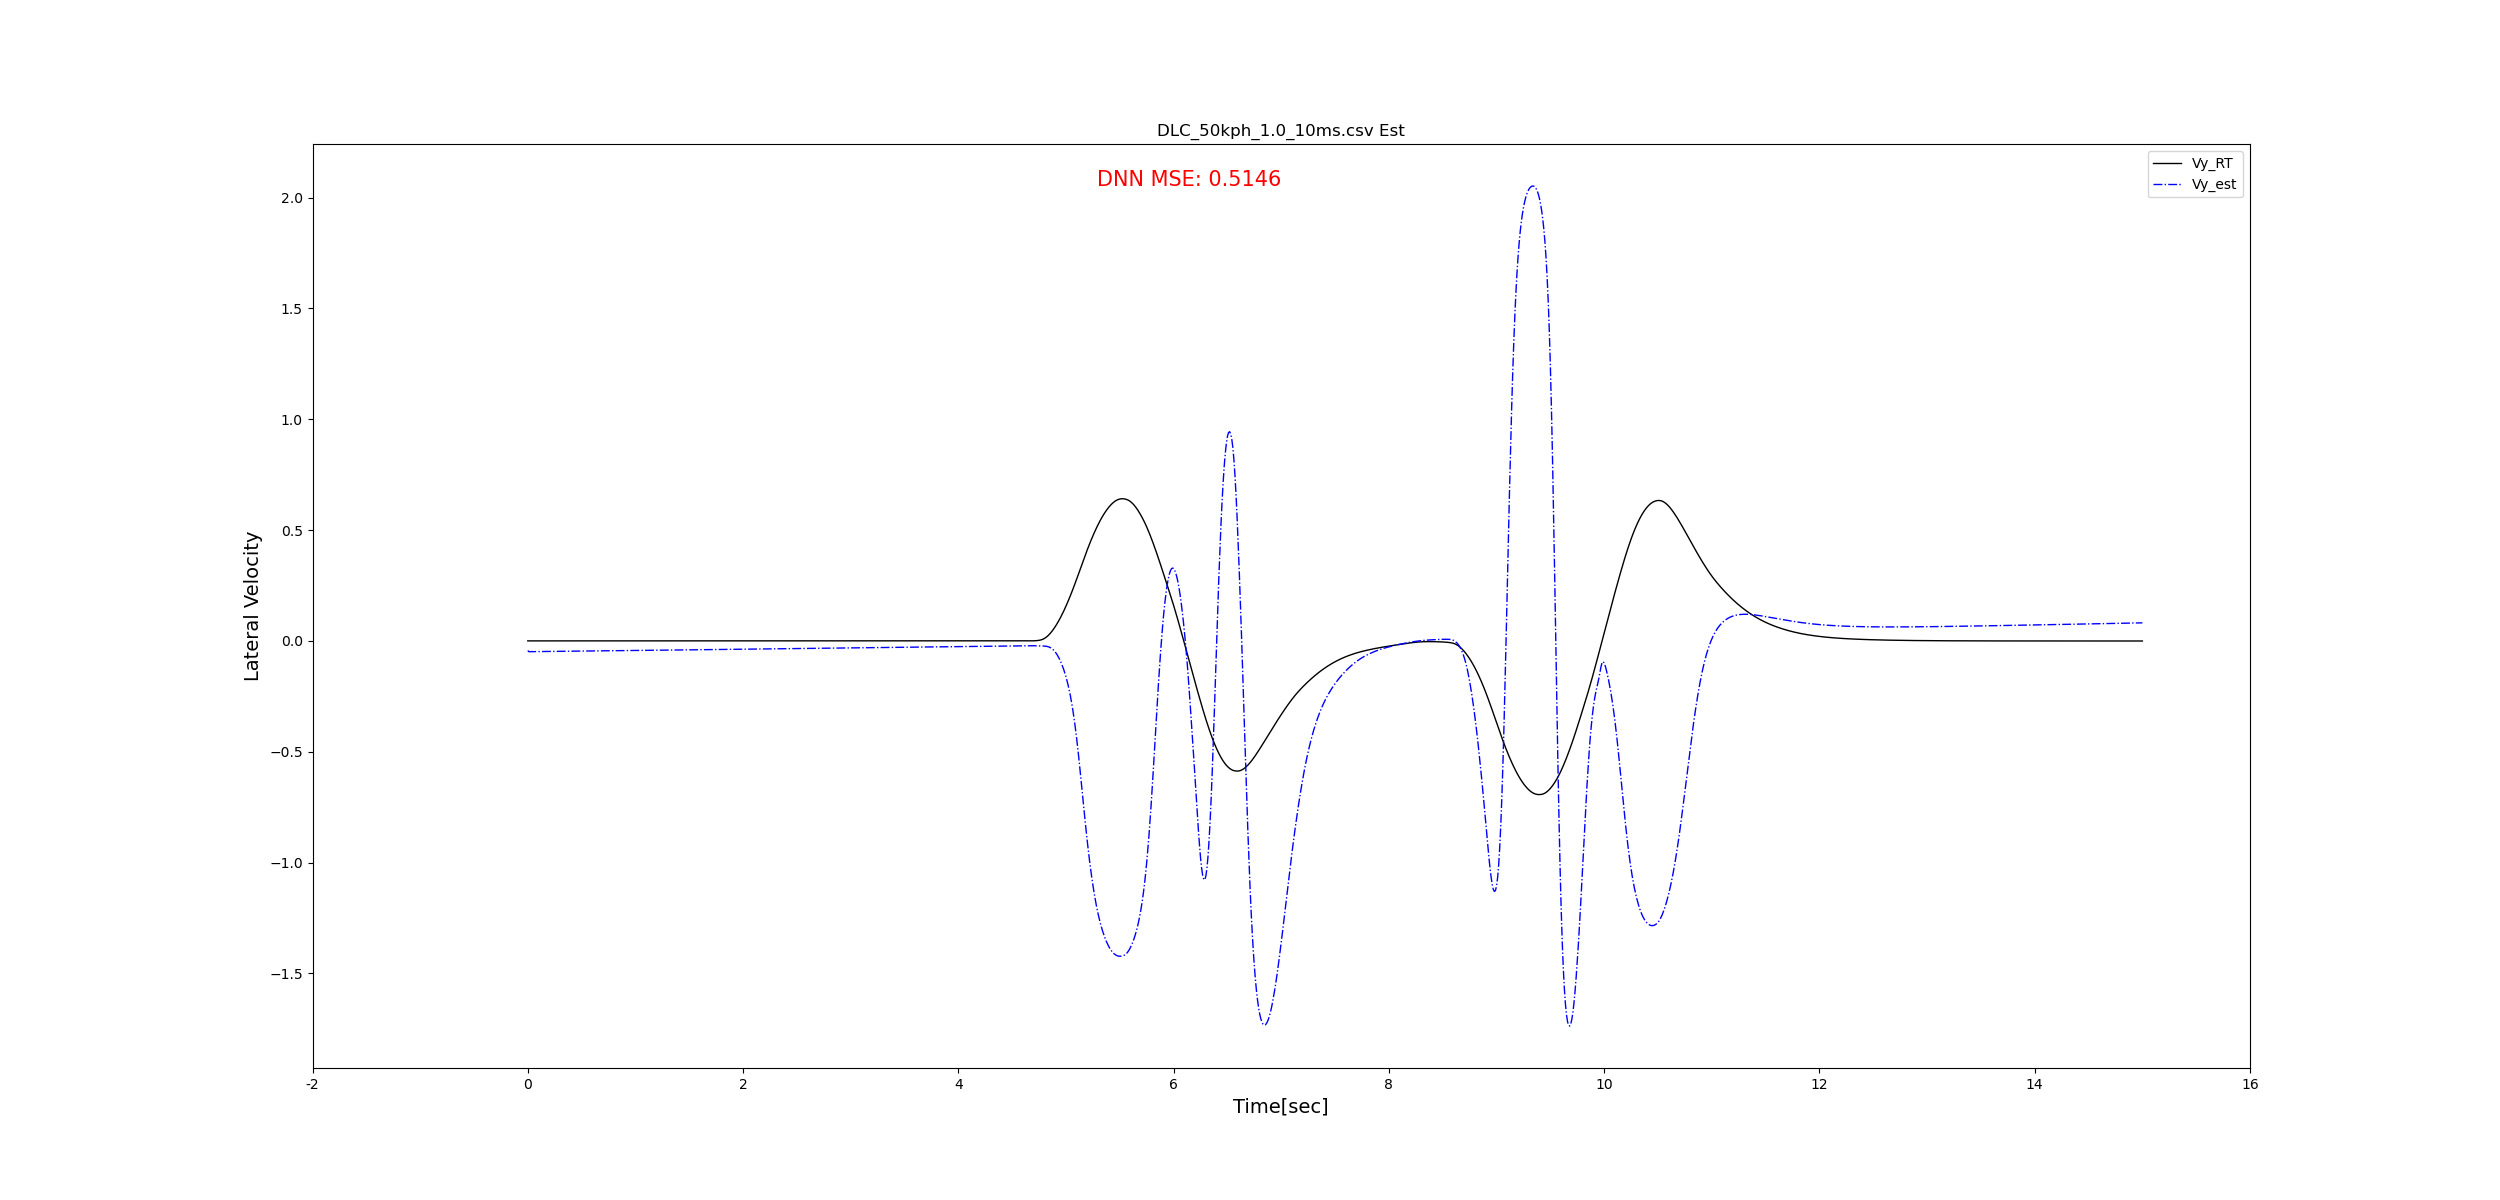 DLC_50kph_1.0_10ms.csv Est
DNN MSE: 0.5146
Vy_RT
Vy_est
2.0
1.5
1.0
0.5
0.0
−0.5
−1.0
−1.5
Lateral Velocity
-2 0 2 4 6 8 10 12 14 16
Time[sec]